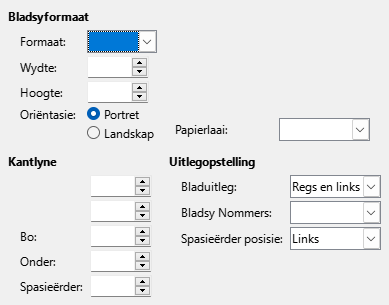 Bladsyformaat
Formaat:
Wydte:
Hoogte:
Oriëntasie: Portret
Landskap
Papierlaai:
Kantlyne
Bo:
Onder:
Spasieërder:
Uitlegopstelling
Bladuitleg: Regs en links
Bladsy Nommers:
Spasieërder posisie: Links